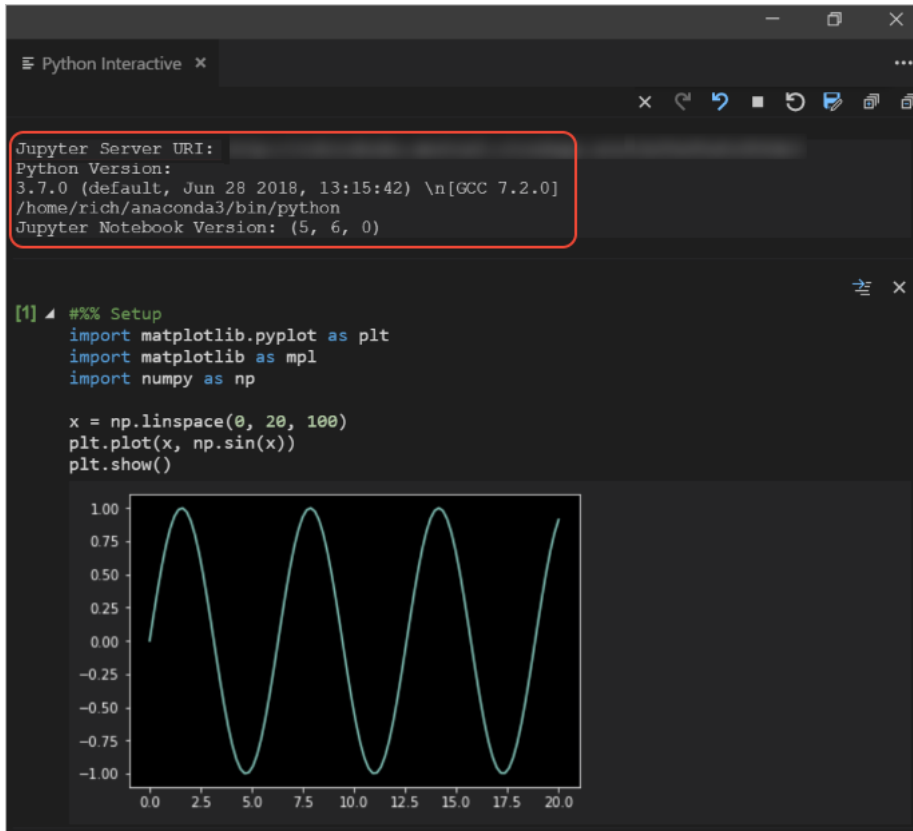 Python Interactive
Jupyter Server URI:
Python Version:
3.7.0 (default, Jun 28 2018, 13:15:42) \n[GCC 7.2.0]
/home/rich/anaconda3/bin/python
Jupyter Notebook Version: (5, 6, 0)
[1] #%% Setup
import matplotlib.pyplot as plt
import matplotlib as mpl
import numpy as np
x = np.linspace(0, 20, 100)
plt.plot(x, np.sin(x))
plt.show()
1.00
0.75
0.50
0.25
0.00
−0.25
−0.50
−0.75
−1.00
0.0 2.5 5.0 7.5 10.0 12.5 15.0 17.5 20.0